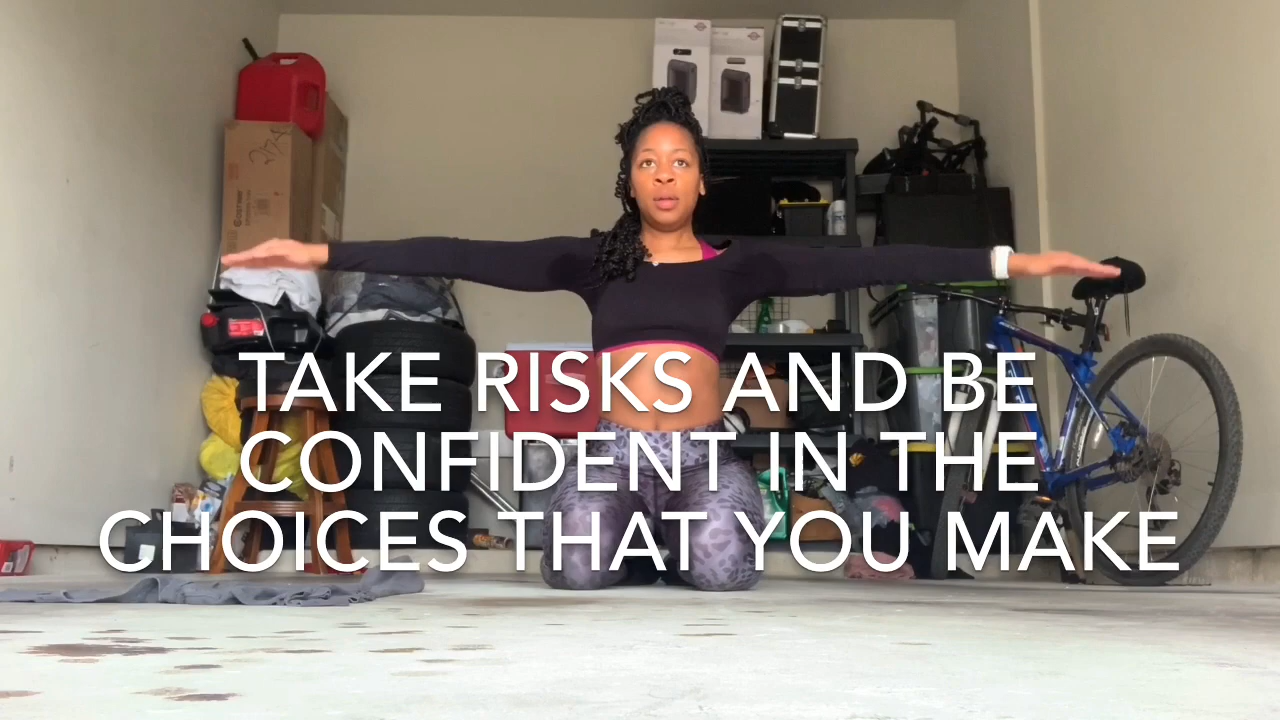 TAKE RISKS AND BE
CONFIDENT IN THE
CHOICES THAT YOU MAKE